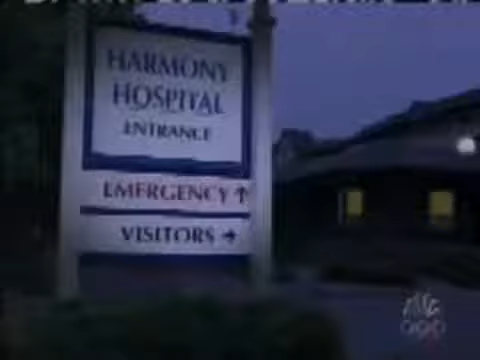 HARMONY
HOSPITAL
ENTRANCE
EMERGENCY ↑
VISITORS →